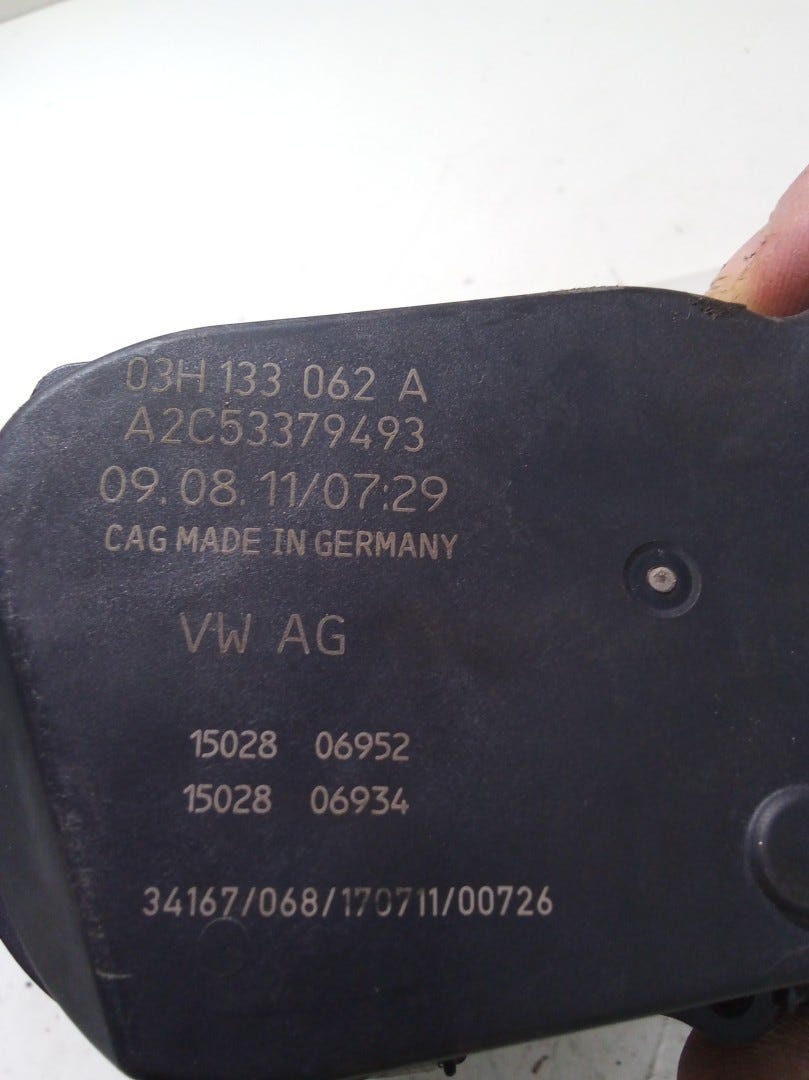 03H 133 062 A
A2C53379493
09.08.11/07:29
CAG MADE IN GERMANY
VW AG
15028 06952
15028 06934
34167/068/170711/00726